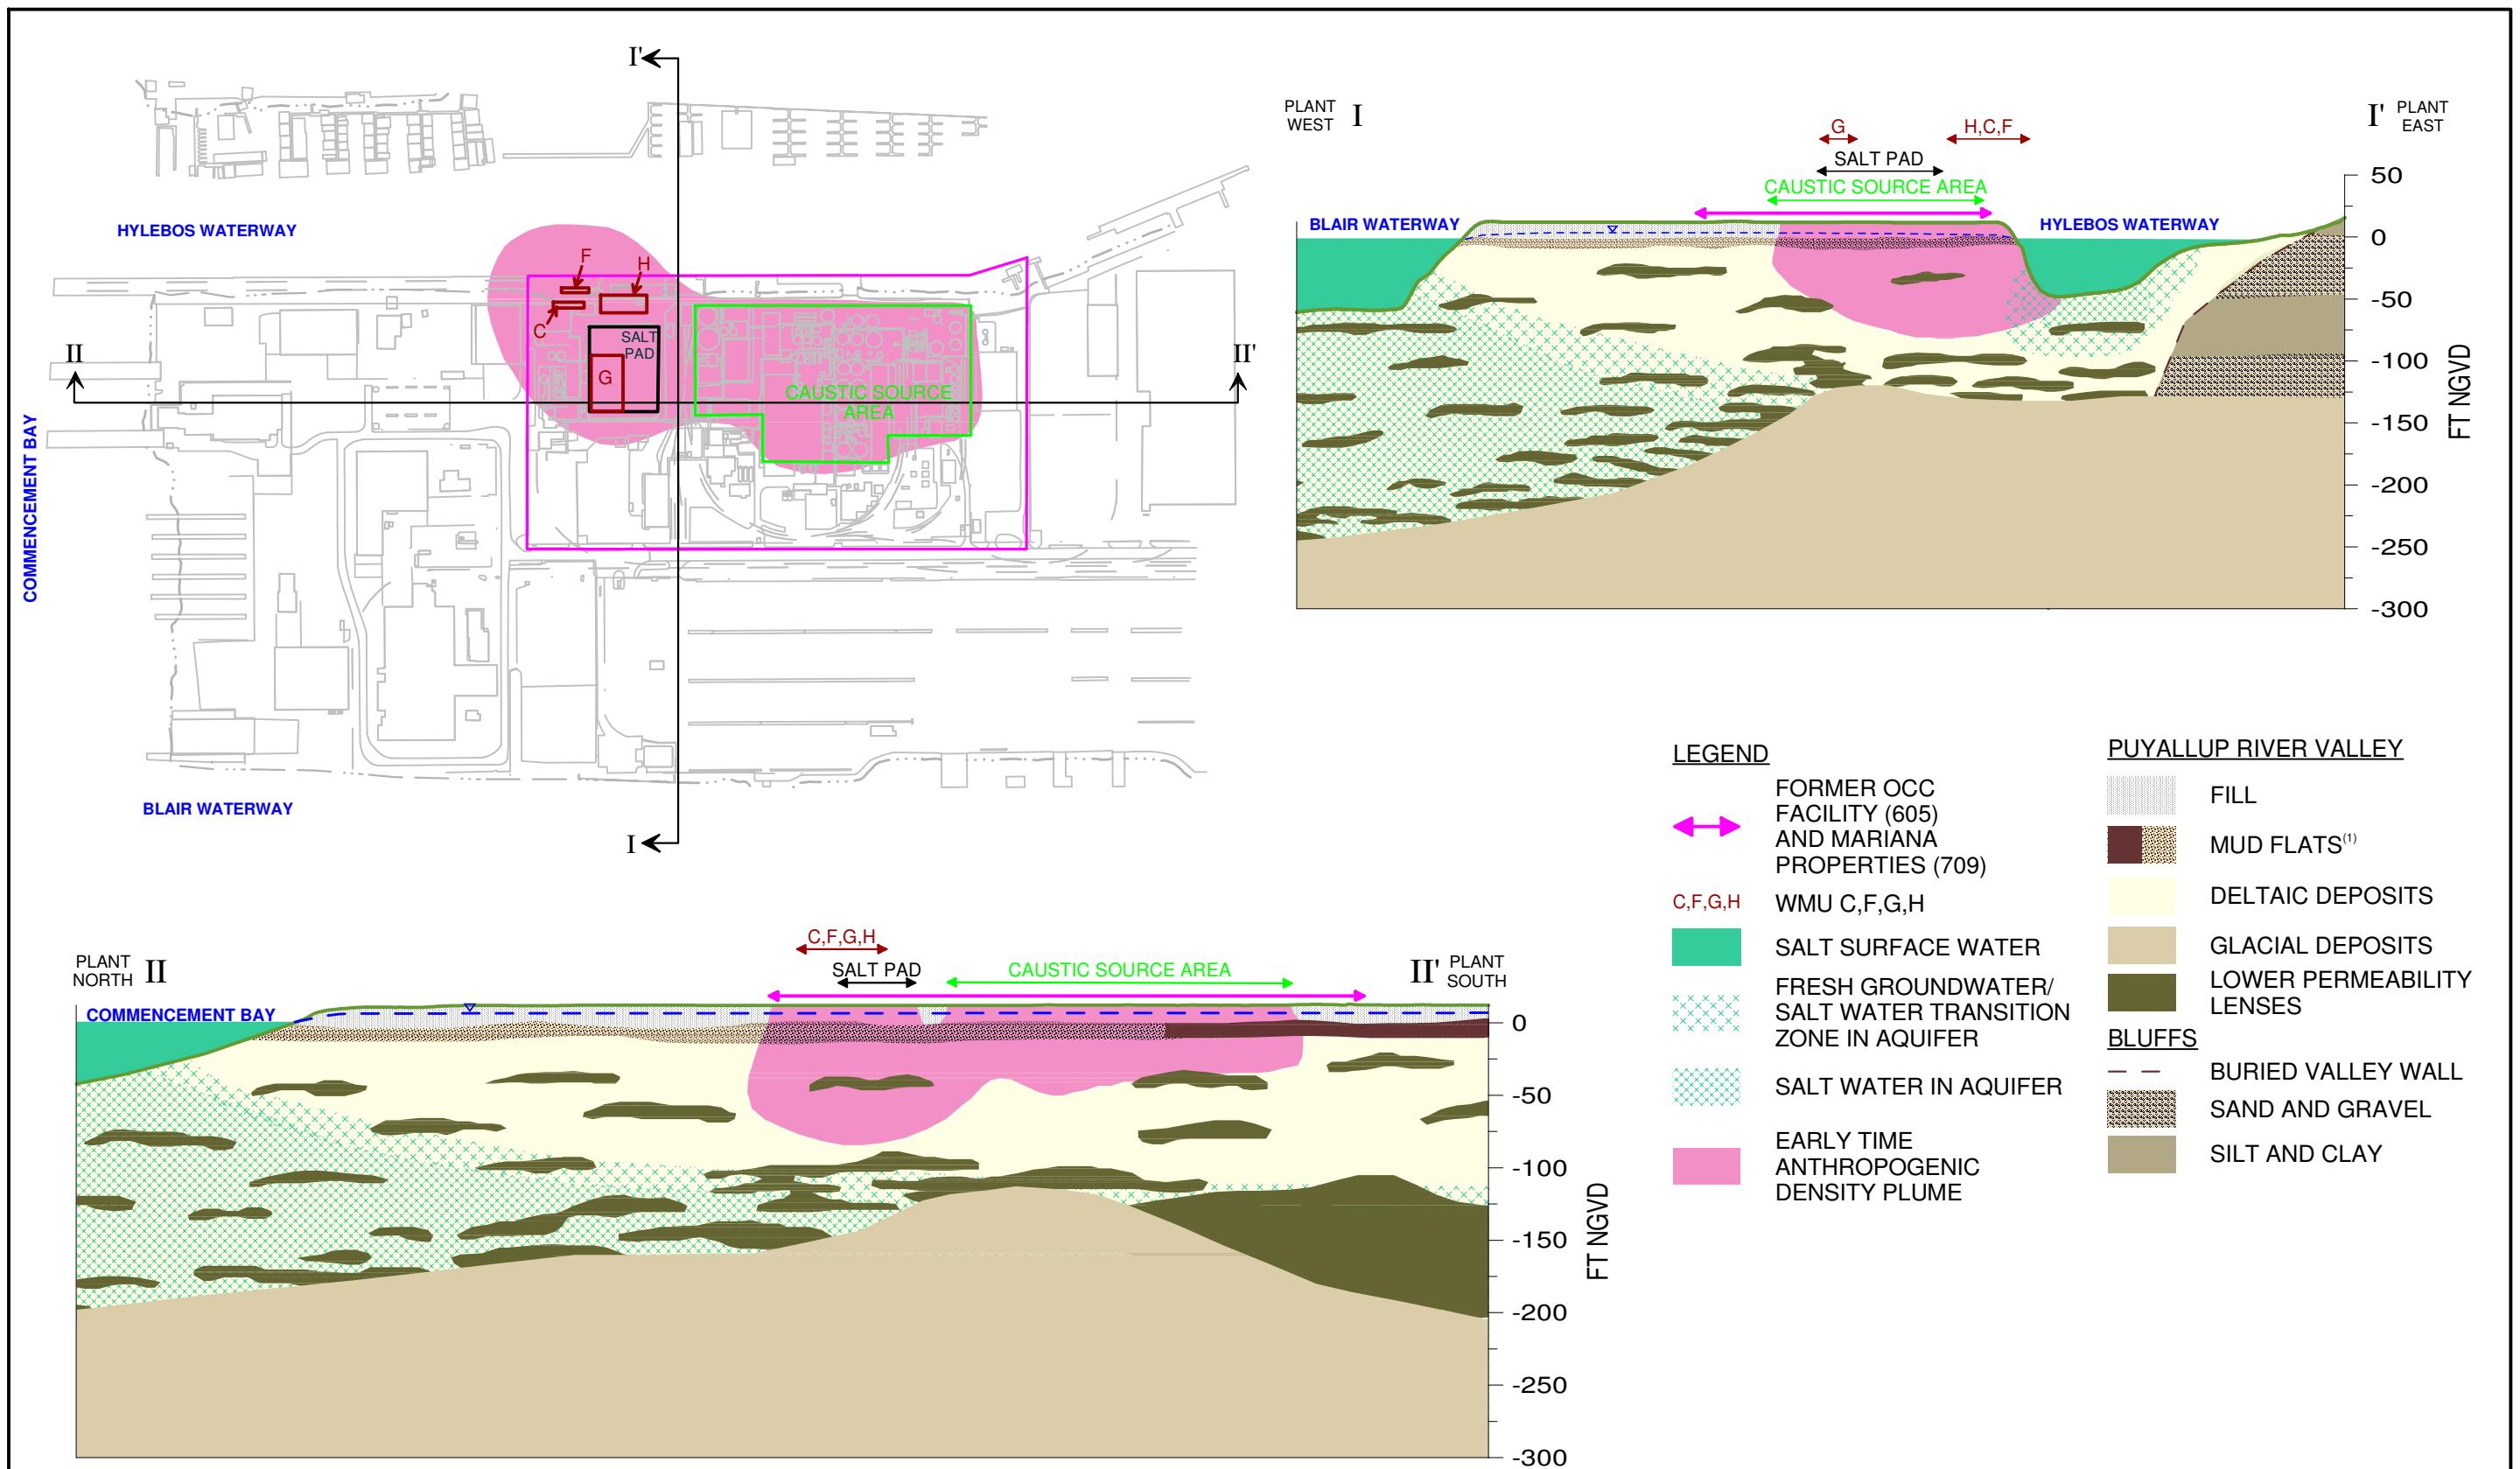 I'
HYLEBOS WATERWAY
F
H
C
SALT
PAD
G
II
II'
CAUSTIC SOURCE
AREA
COMMENCEMENT BAY
BLAIR WATERWAY
I
PLANT
WEST
I
I'
PLANT
EAST
G
H,C,F
SALT PAD
CAUSTIC SOURCE AREA
BLAIR WATERWAY
HYLEBOS WATERWAY
50
0
-50
-100
-150
-200
-250
-300
FT NGVD
LEGEND
FORMER OCC
FACILITY (605)
AND MARIANA
PROPERTIES (709)
C,F,G,H
WMU C,F,G,H
SALT SURFACE WATER
FRESH GROUNDWATER/
SALT WATER TRANSITION
ZONE IN AQUIFER
SALT WATER IN AQUIFER
EARLY TIME
ANTHROPOGENIC
DENSITY PLUME
PUYALLUP RIVER VALLEY
FILL
MUD FLATS(1)
DELTAIC DEPOSITS
GLACIAL DEPOSITS
LOWER PERMEABILITY
LENSES
BLUFFS
BURIED VALLEY WALL
SAND AND GRAVEL
SILT AND CLAY
PLANT
NORTH
II
C,F,G,H
SALT PAD
CAUSTIC SOURCE AREA
II'
PLANT
SOUTH
COMMENCEMENT BAY
0
-50
-100
-150
-200
-250
-300
FT NGVD